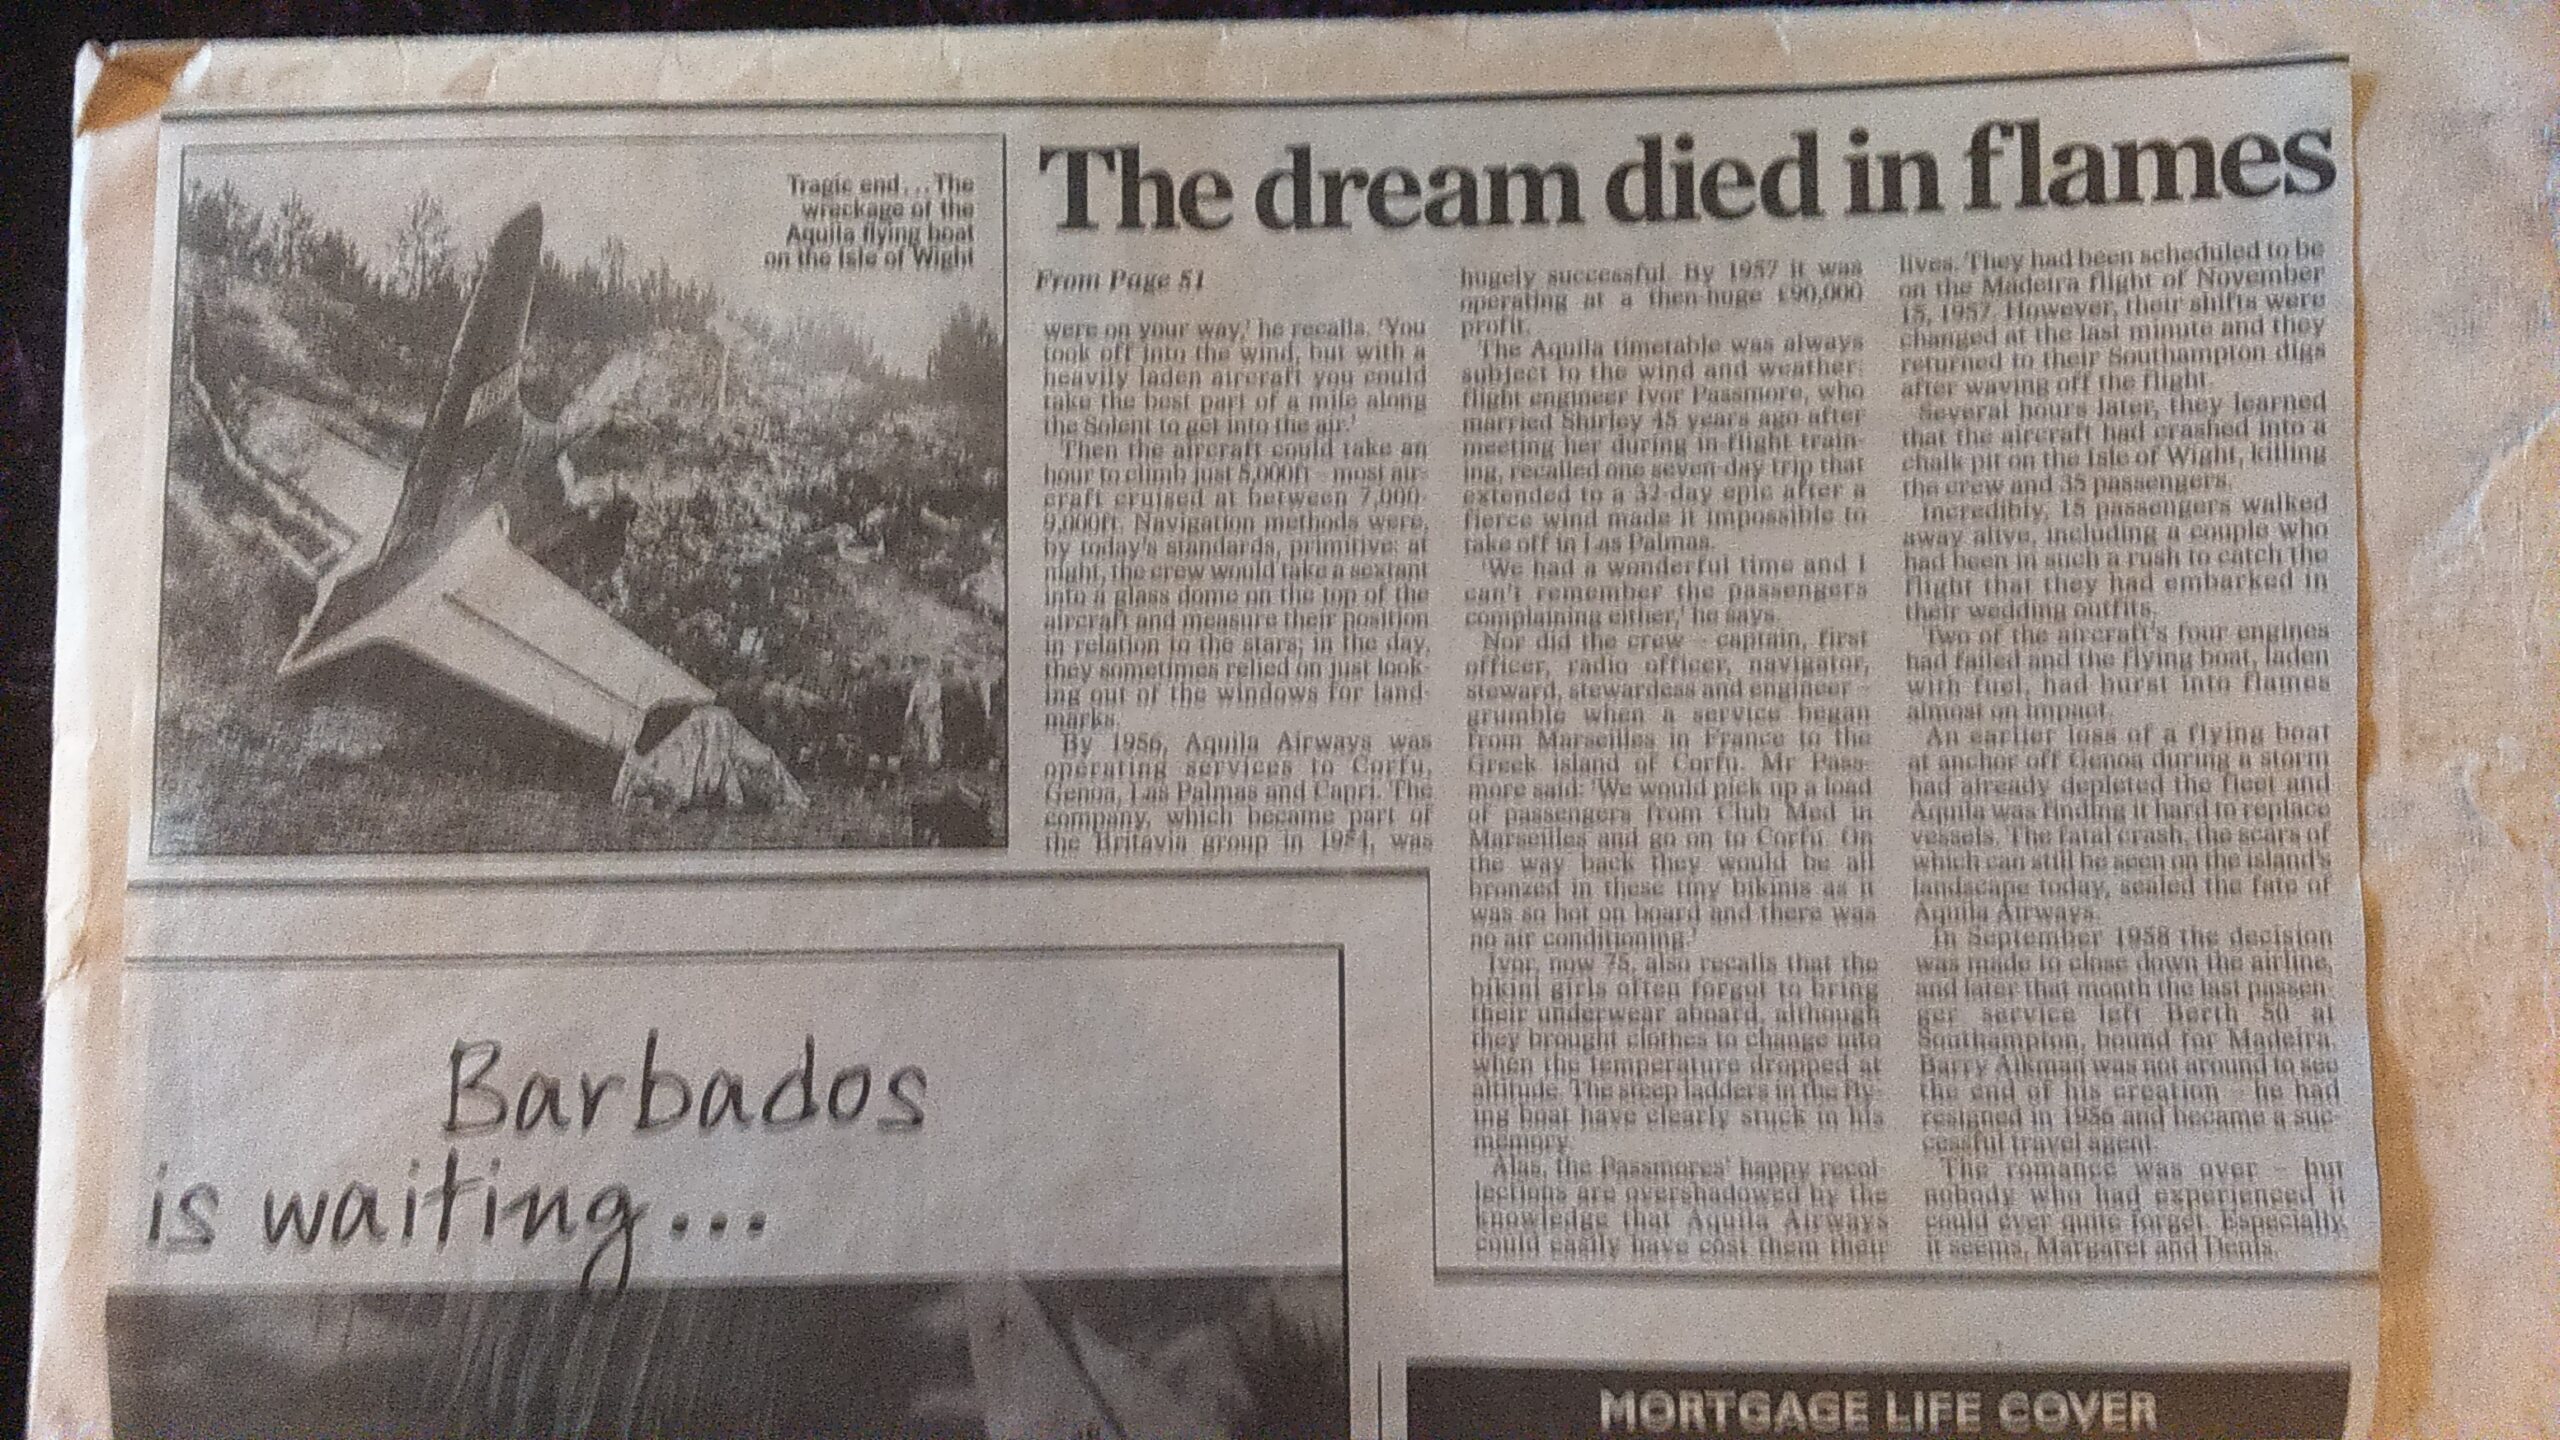 Tragic end... The
wreckage of the
Aquila flying boat
on the Isle of Wight
The dream died in flames
From Page 51
were on your way,' he recalls. 'You
took off into the wind, but with a
heavily laden aircraft you could
take the best part of a mile along
the Solent to get into the air.'
Then the aircraft could take an
hour to climb just 8,000ft – most air-
craft cruised at between 7,000-
9,000ft. Navigation methods were,
by today's standards, primitive: at
night, the crew would take a sextant
into a glass dome on the top of the
aircraft and measure their position
in relation to the stars; in the day,
they sometimes relied on just look-
ing out of the windows for land-
marks.
By 1956, Aquila Airways was
operating services to Corfu,
Genoa, Las Palmas and Capri. The
company, which became part of
the Britavia group in 1954, was
hugely successful. By 1957 it was
operating at a then-huge £90,000
profit.
The Aquila timetable was always
subject to the wind and weather:
flight engineer Ivor Passmore, who
married Shirley 45 years ago after
meeting her during in-flight train-
ing, recalled one seven-day trip that
extended to a 32-day epic after a
fierce wind made it impossible to
take off in Las Palmas.
'We had a wonderful time and I
can't remember the passengers
complaining either,' he says.
Nor did the crew – captain, first
officer, radio officer, navigator,
steward, stewardess and engineer –
grumble when a service began
from Marseilles in France to the
Greek island of Corfu. Mr Pass-
more said: 'We would pick up a load
of passengers from Club Med in
Marseilles and go on to Corfu. On
the way back they would be all
bronzed in these tiny bikinis as it
was so hot on board and there was
no air conditioning.'
Ivor, now 75, also recalls that the
bikini girls often forgot to bring
their underwear aboard, although
they brought clothes to change into
when the temperature dropped at
altitude. The steep ladders in the fly-
ing boat have clearly stuck in his
memory.
Alas, the Passmores' happy recol-
lections are overshadowed by the
knowledge that Aquila Airways
could easily have cost them their
lives. They had been scheduled to be
on the Madeira flight of November
15, 1957. However, their shifts were
changed at the last minute and they
returned to their Southampton digs
after waving off the flight.
Several hours later, they learned
that the aircraft had crashed into a
chalk pit on the Isle of Wight, killing
the crew and 35 passengers.
Incredibly, 15 passengers walked
away alive, including a couple who
had been in such a rush to catch the
flight that they had embarked in
their wedding outfits.
Two of the aircraft's four engines
had failed and the flying boat, laden
with fuel, had burst into flames
almost on impact.
An earlier loss of a flying boat
at anchor off Genoa during a storm
had already depleted the fleet and
Aquila was finding it hard to replace
vessels. The fatal crash, the scars of
which can still be seen on the island's
landscape today, sealed the fate of
Aquila Airways.
In September 1958 the decision
was made to close down the airline,
and later that month the last passen-
ger service left Berth 50 at
Southampton, bound for Madeira.
Barry Aikman was not around to see
the end of his creation – he had
resigned in 1956 and became a suc-
cessful travel agent.
The romance was over – but
nobody who had experienced it
could ever quite forget. Especially,
it seems, Margaret and Denis.
Barbados
is waiting...
MORTGAGE LIFE COVER